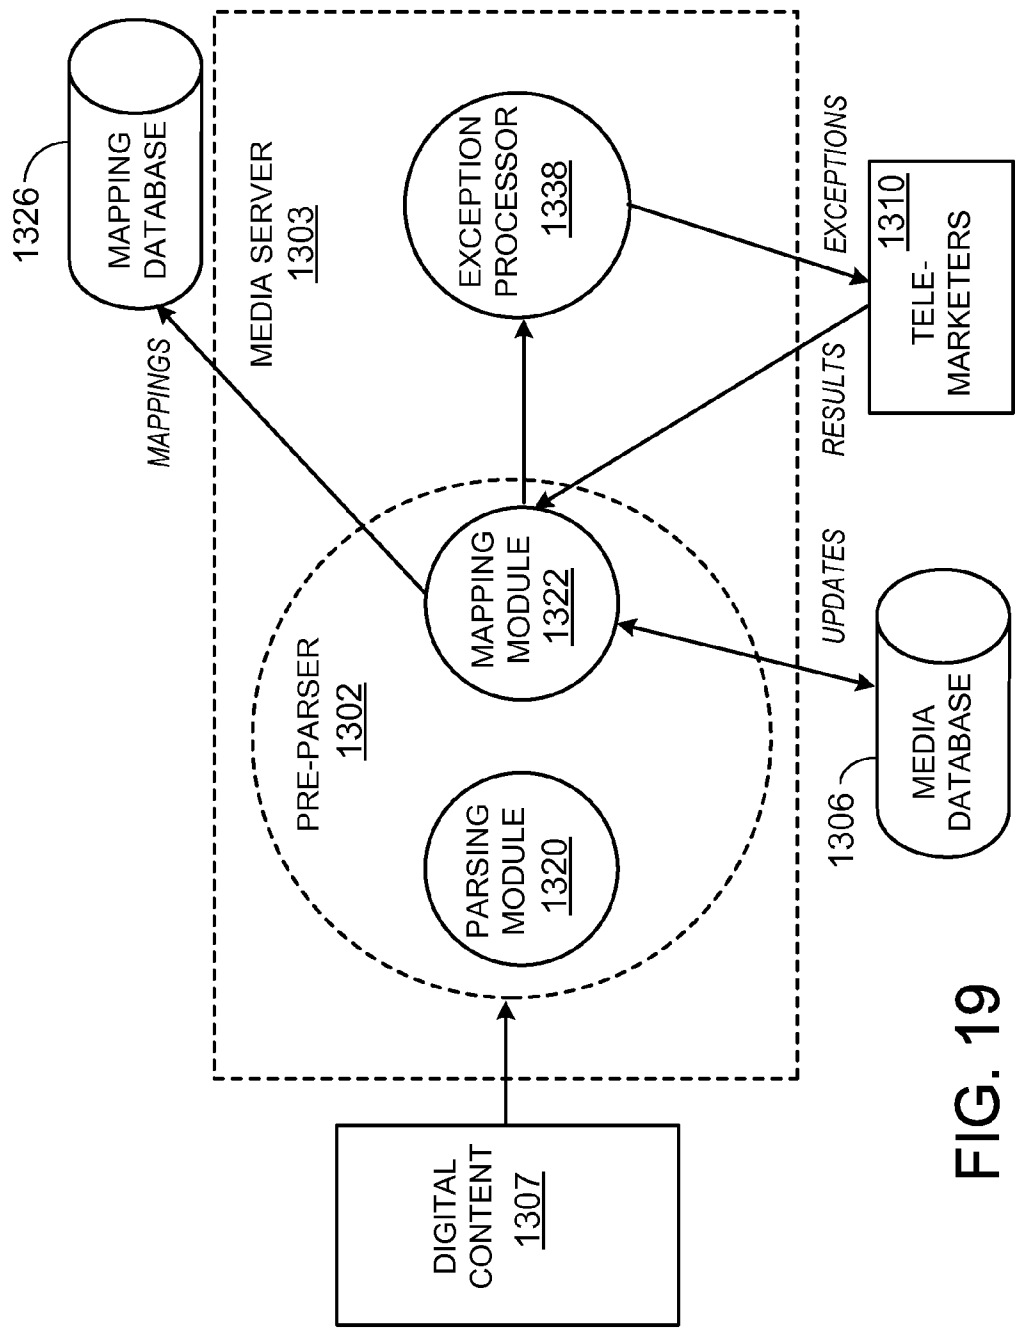 1326
MAPPING
DATABASE
MAPPINGS
MEDIA SERVER
1303
PRE-PARSER
1302
DIGITAL
CONTENT
1307
PARSING
MODULE
1320
MAPPING
MODULE
1322
EXCEPTION
PROCESSOR
1338
UPDATES
RESULTS
EXCEPTIONS
1306
MEDIA
DATABASE
1310
TELE-
MARKETERS
FIG. 19